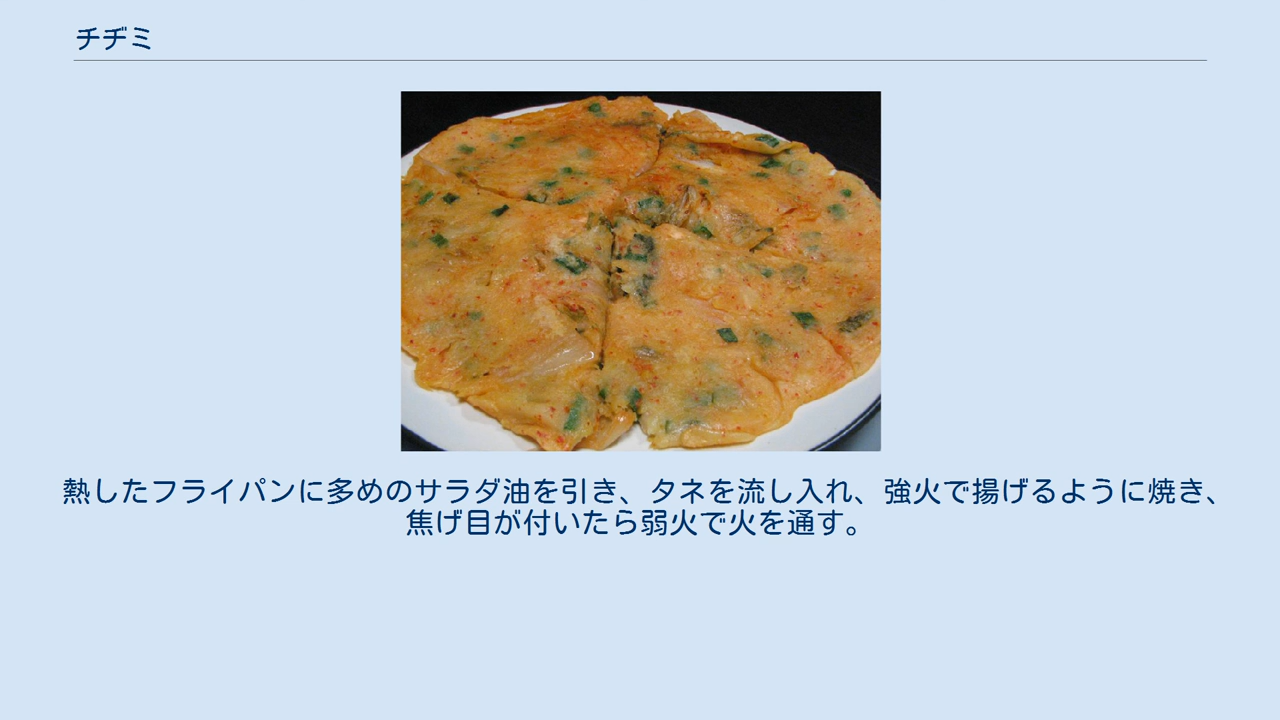 チヂミ
熱したフライパンに多めのサラダ油を引き、タネを流し入れ、強火で揚げるように焼き、
焦げ目が付いたら弱火で火を通す。